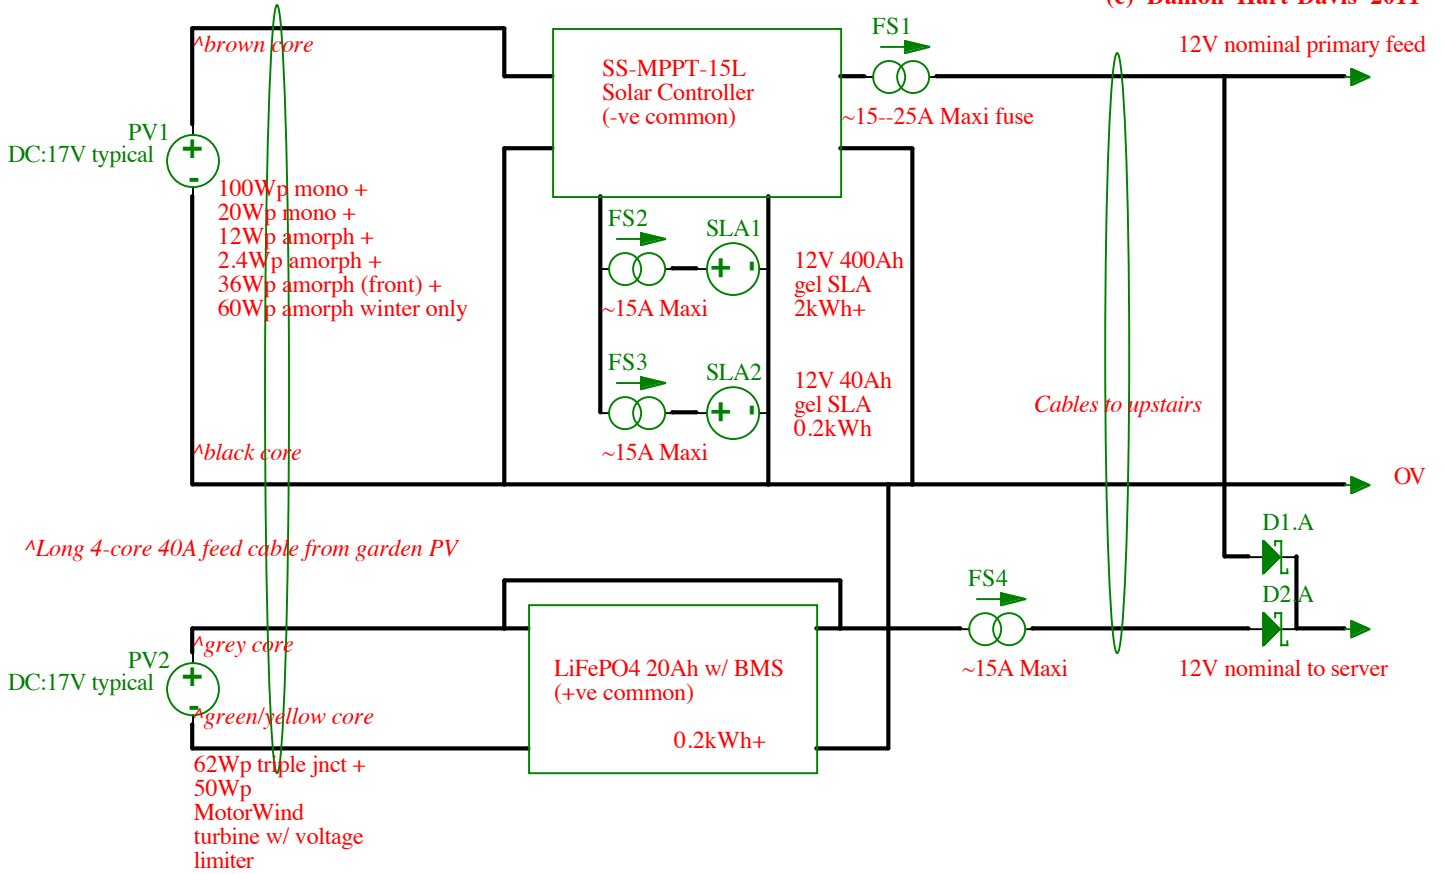 (c) Damon Hart-Davis 2011
FS1
^brown core
12V nominal primary feed
SS-MPPT-15L
Solar Controller
(-ve common)
~15--25A Maxi fuse
PV1
DC:17V typical
+
-
100Wp mono +
20Wp mono +
12Wp amorph +
2.4Wp amorph +
36Wp amorph (front) +
60Wp amorph winter only
FS2
SLA1
+ -
~15A Maxi
12V 400Ah
gel SLA
2kWh+
FS3
SLA2
+ -
~15A Maxi
12V 40Ah
gel SLA
0.2kWh
Cables to upstairs
^black core
OV
^Long 4-core 40A feed cable from garden PV
D1.A
FS4
D2.A
^grey core
PV2
DC:17V typical
+
-
LiFePO4 20Ah w/ BMS
(+ve common)
0.2kWh+
~15A Maxi
12V nominal to server
^green/yellow core
62Wp triple jnct +
50Wp
MotorWind
turbine w/ voltage
limiter